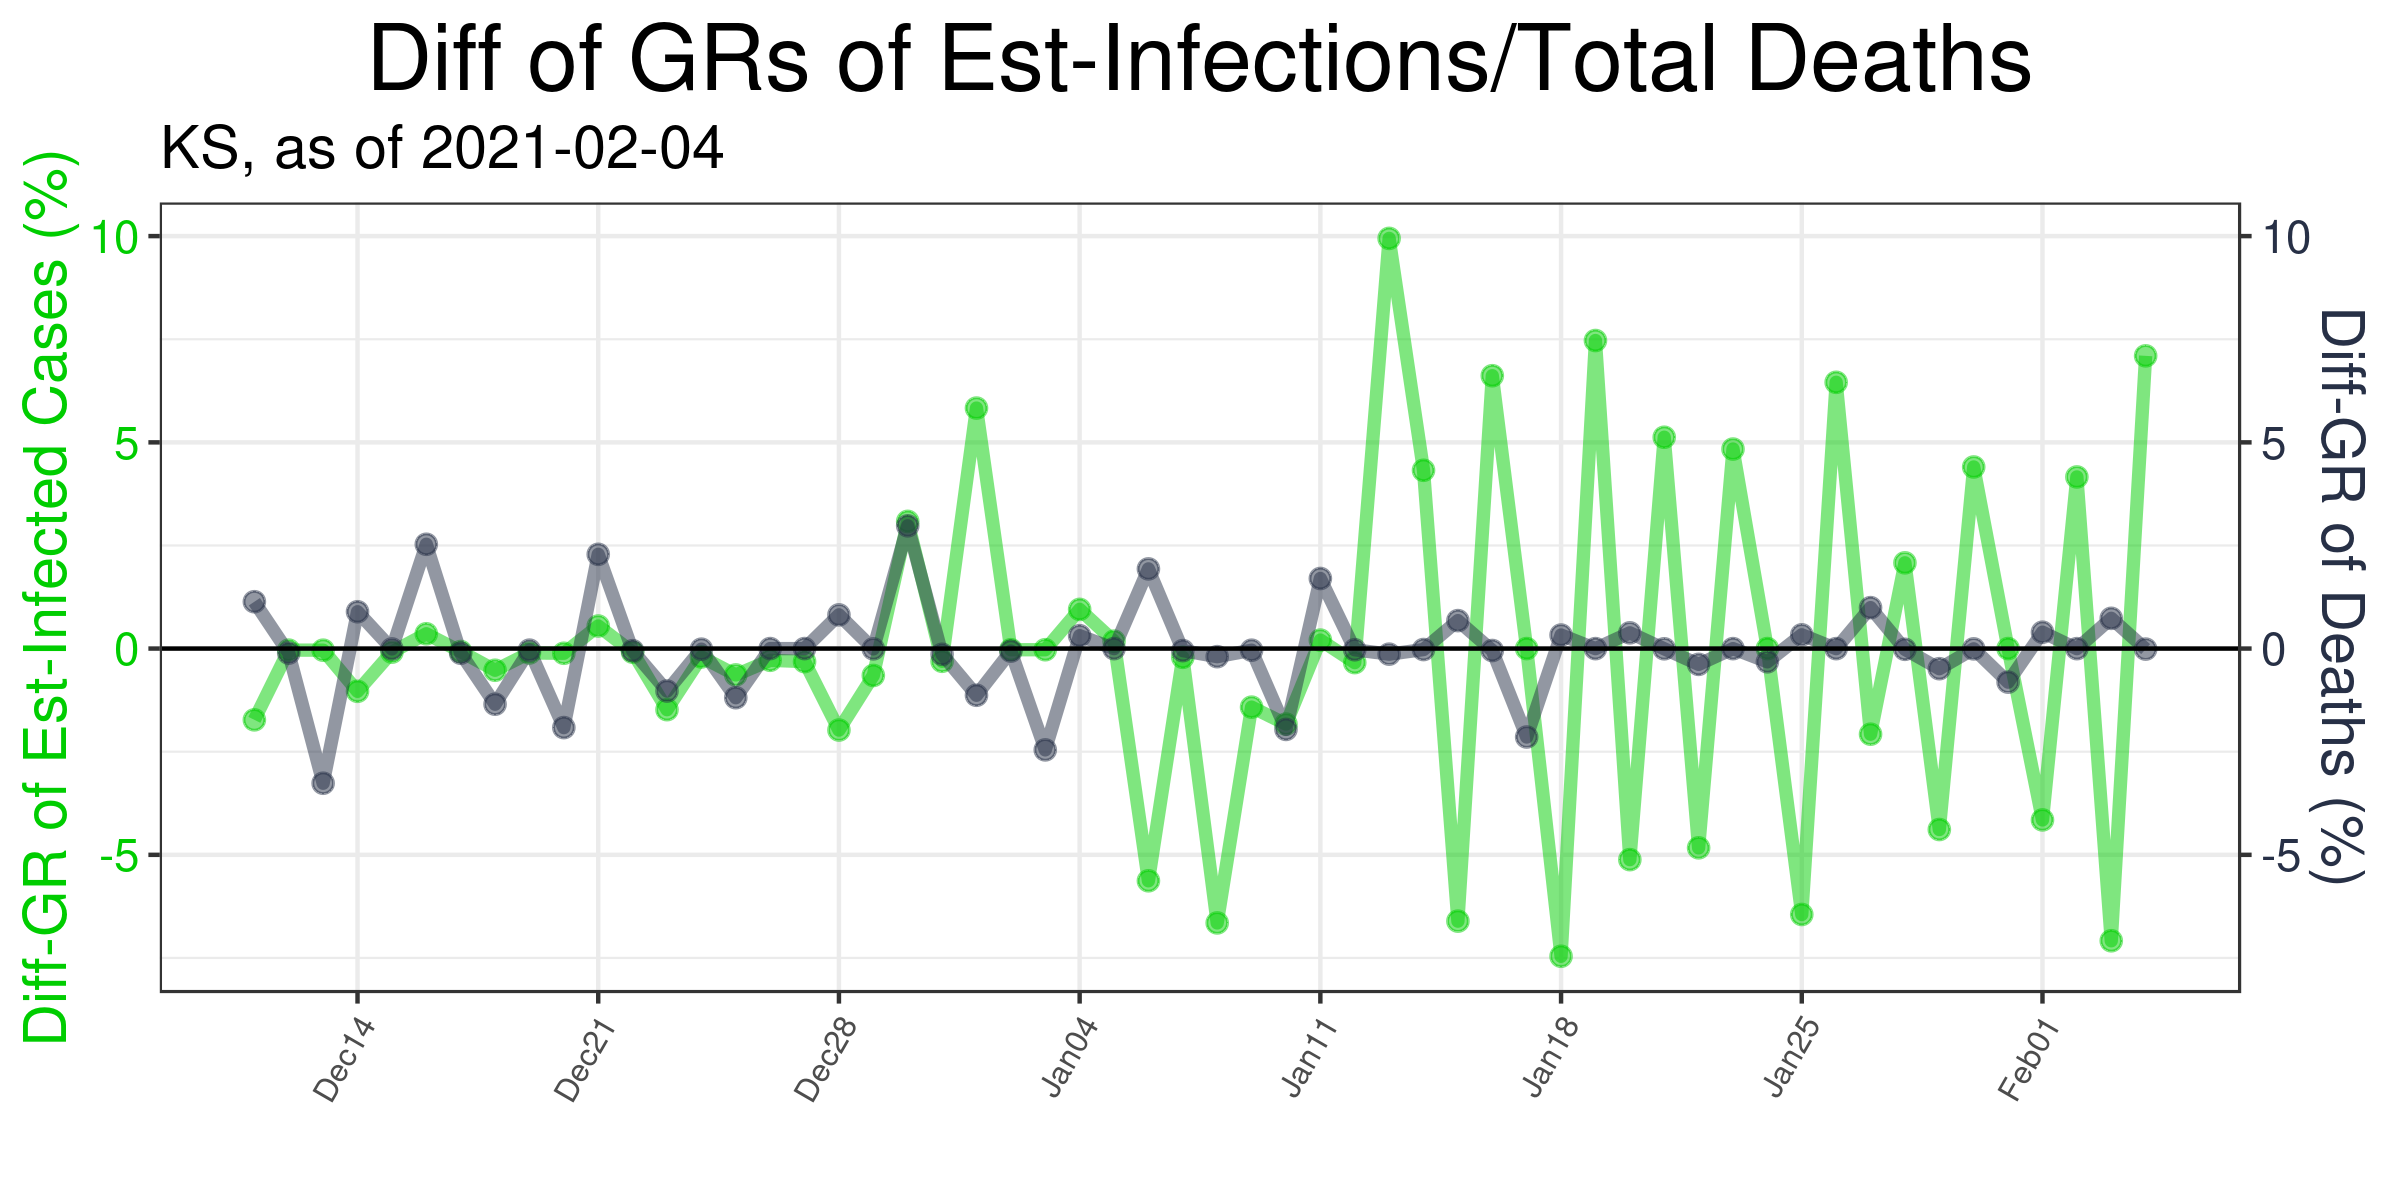 Diff of GRs of Est-Infections/Total Deaths
KS, as of 2021-02-04
Diff-GR of Est-Infected Cases (%)
10
5
0
-5
10
5
0
-5
Diff-GR of Deaths (%)
Dec14
Dec21
Dec28
Jan04
Jan11
Jan18
Jan25
Feb01